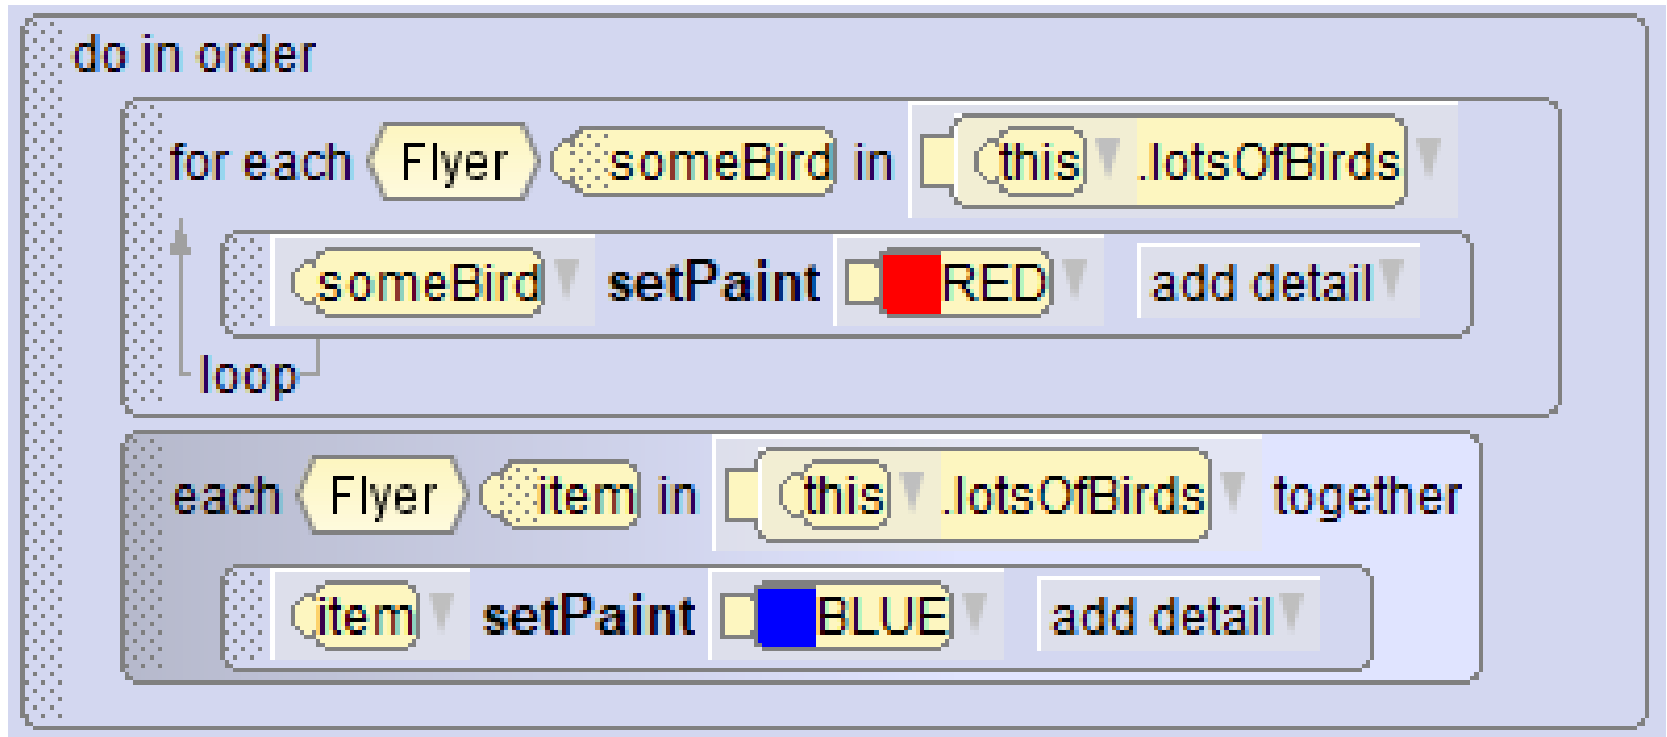 do in order
for each Flyer someBird in this .lotsOfBirds
someBird setPaint RED add detail
loop
each Flyer item in this .lotsOfBirds together
item setPaint BLUE add detail